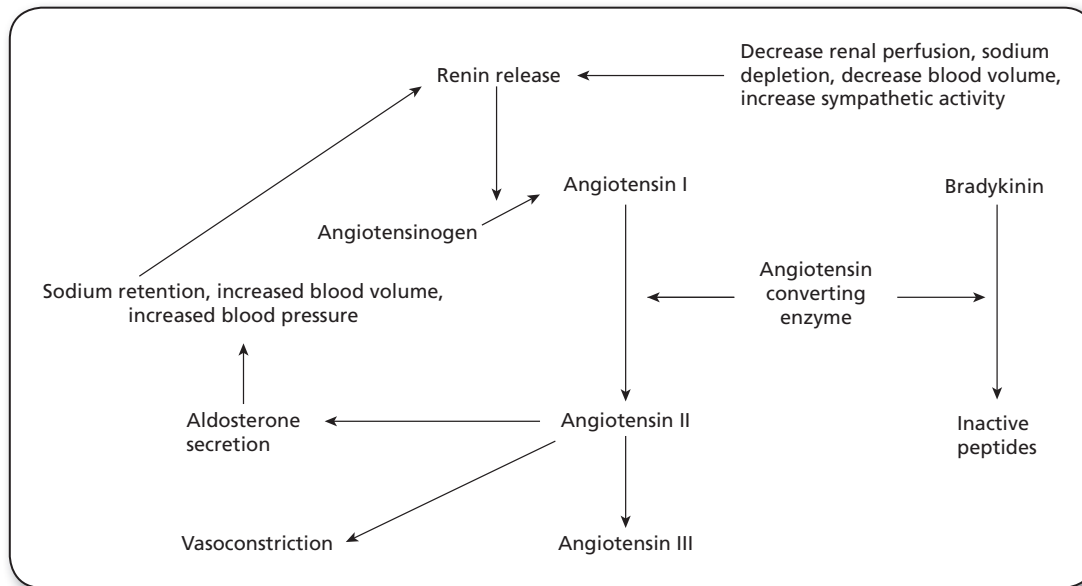 Decrease renal perfusion, sodium
depletion, decrease blood volume,
increase sympathetic activity
Renin release
Angiotensin I
Bradykinin
Angiotensinogen
Angiotensin
converting
enzyme
Sodium retention, increased blood volume,
increased blood pressure
Aldosterone
secretion
Angiotensin II
Inactive
peptides
Vasoconstriction
Angiotensin III